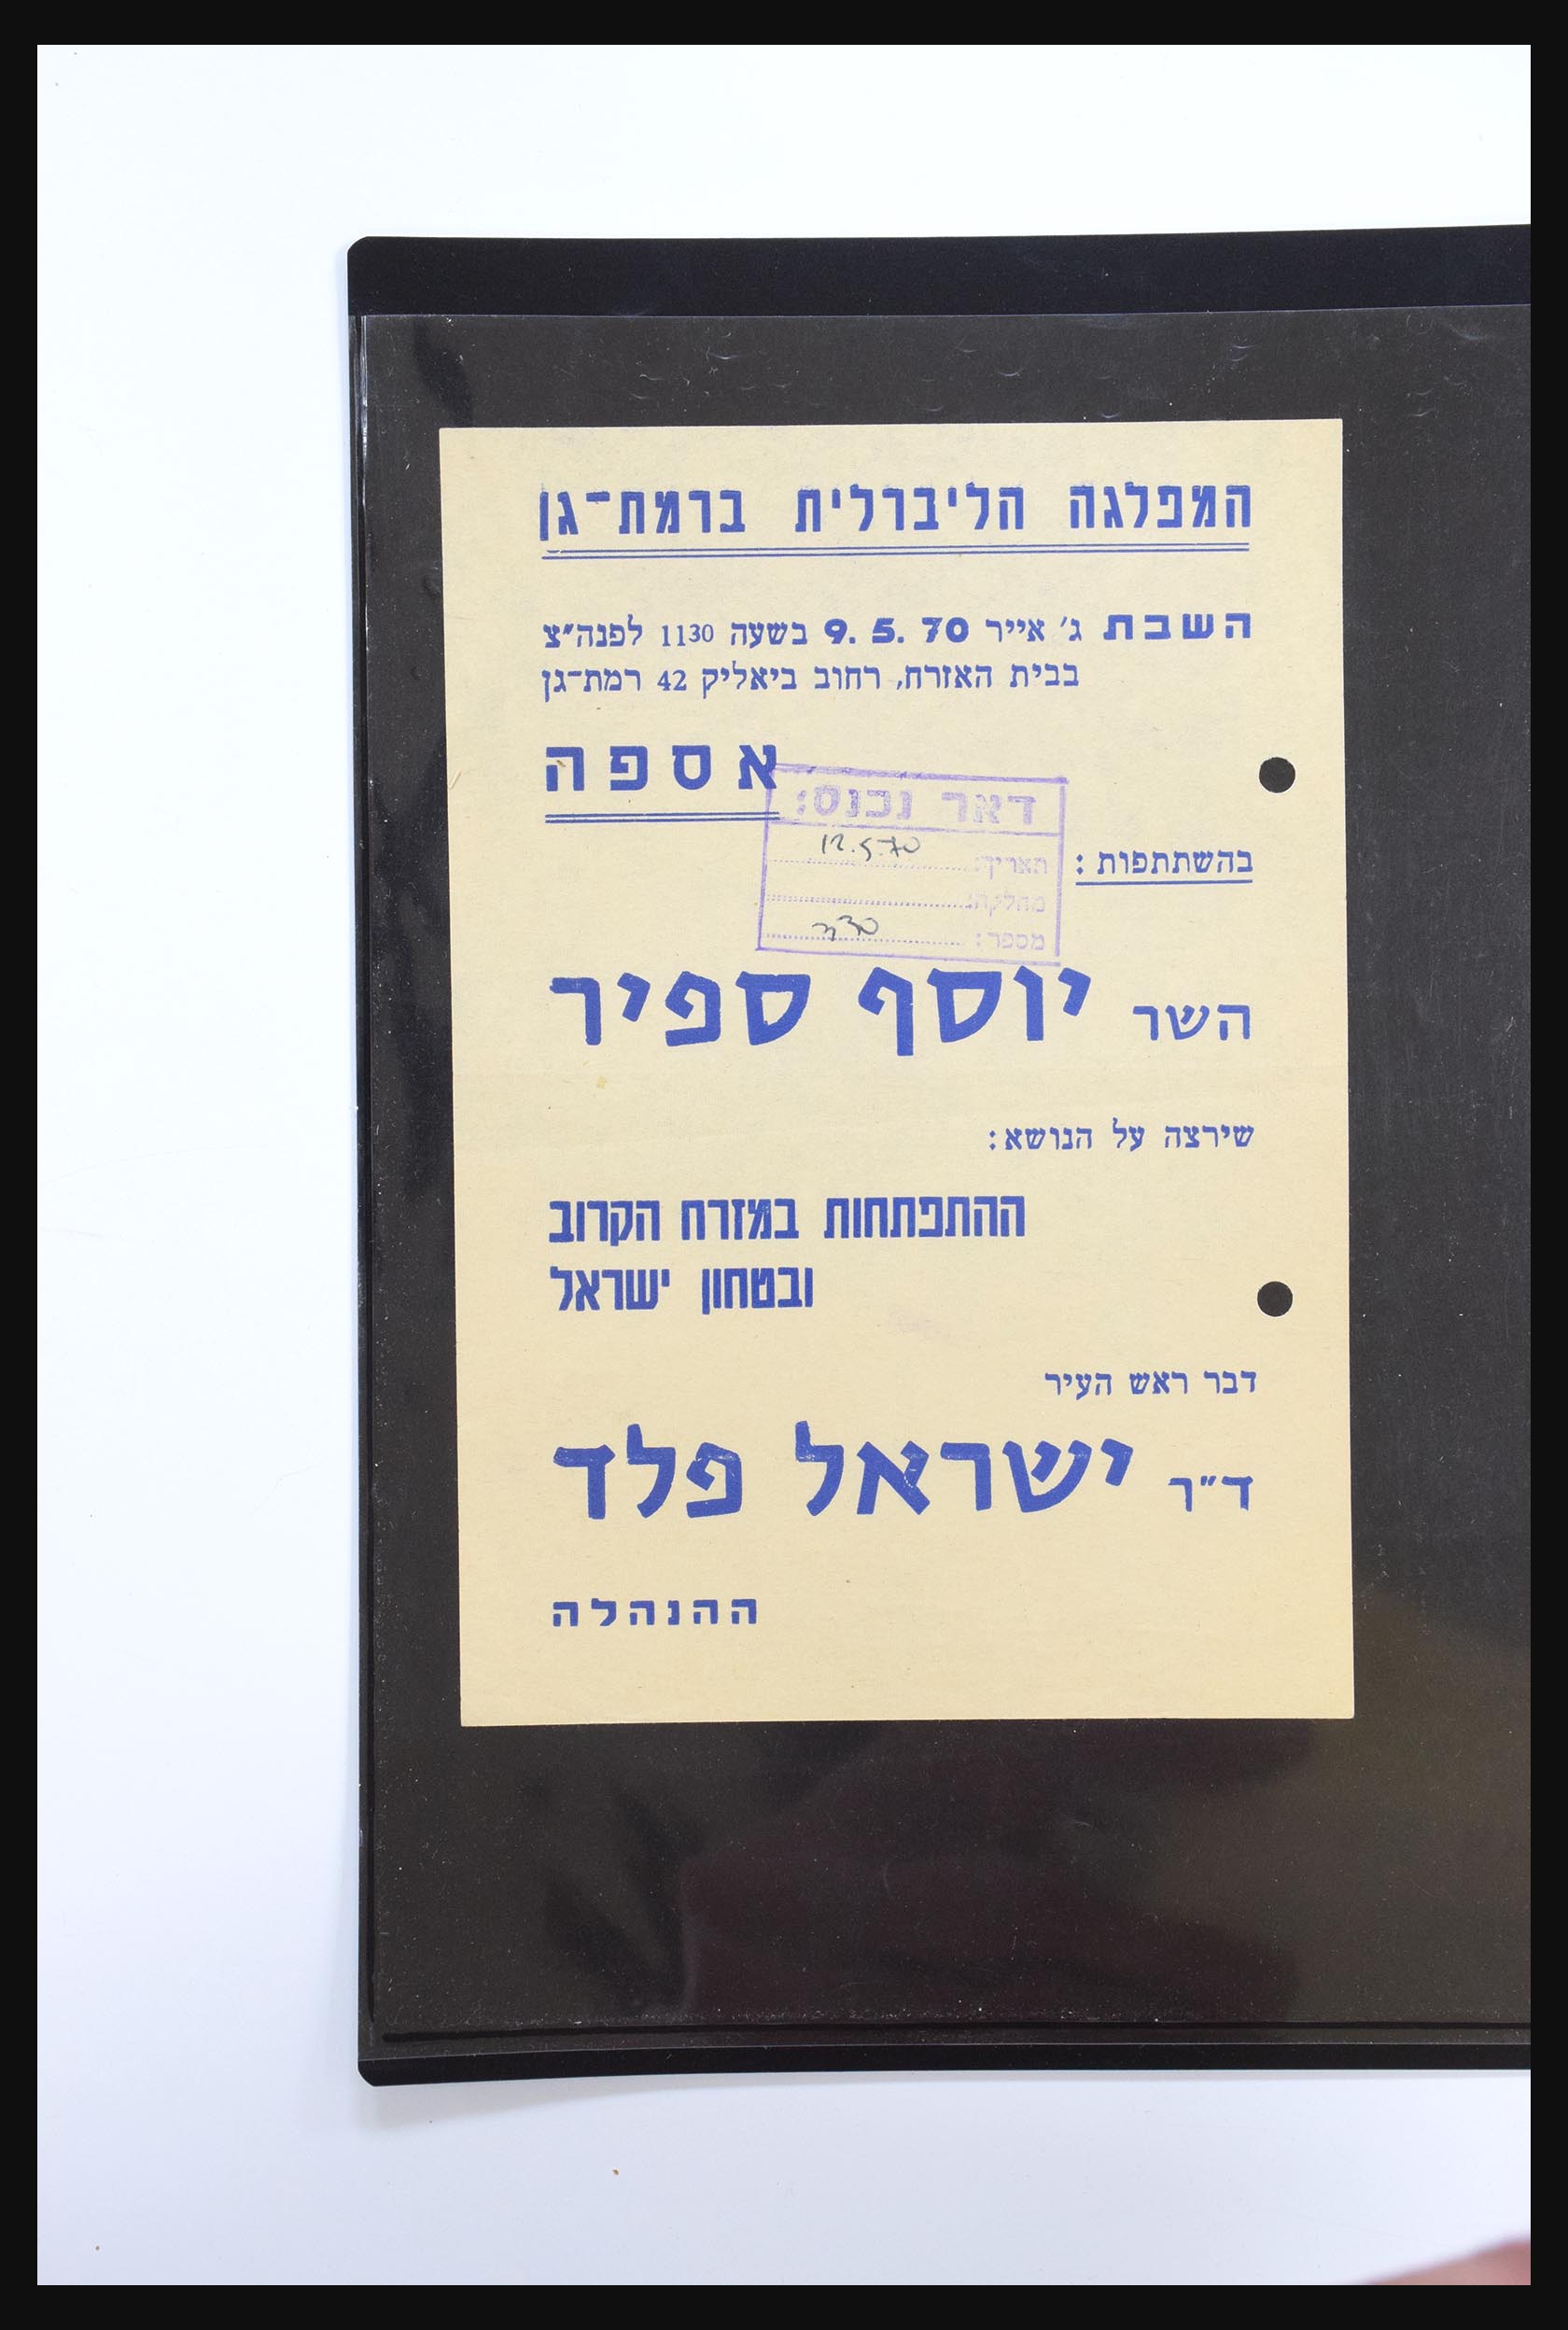 המפלגה הליברלית ברמת-גן
השבת ג' אייר 9. 5. 70 בשעה 1130 לפנה"צ
בבית האזרח, רחוב ביאליק 42 רמת-גן
אספה
דאר נכנס:
תאריך: 12.5.70
מחלקה:
מספר:
בהשתתפות:
השר יוסף ספיר
שירצה על הנושא:
ההתפתחות במזרח הקרוב
ובטחון ישראל
דבר ראש העיר
ד"ר ישראל פלד
ההנהלה